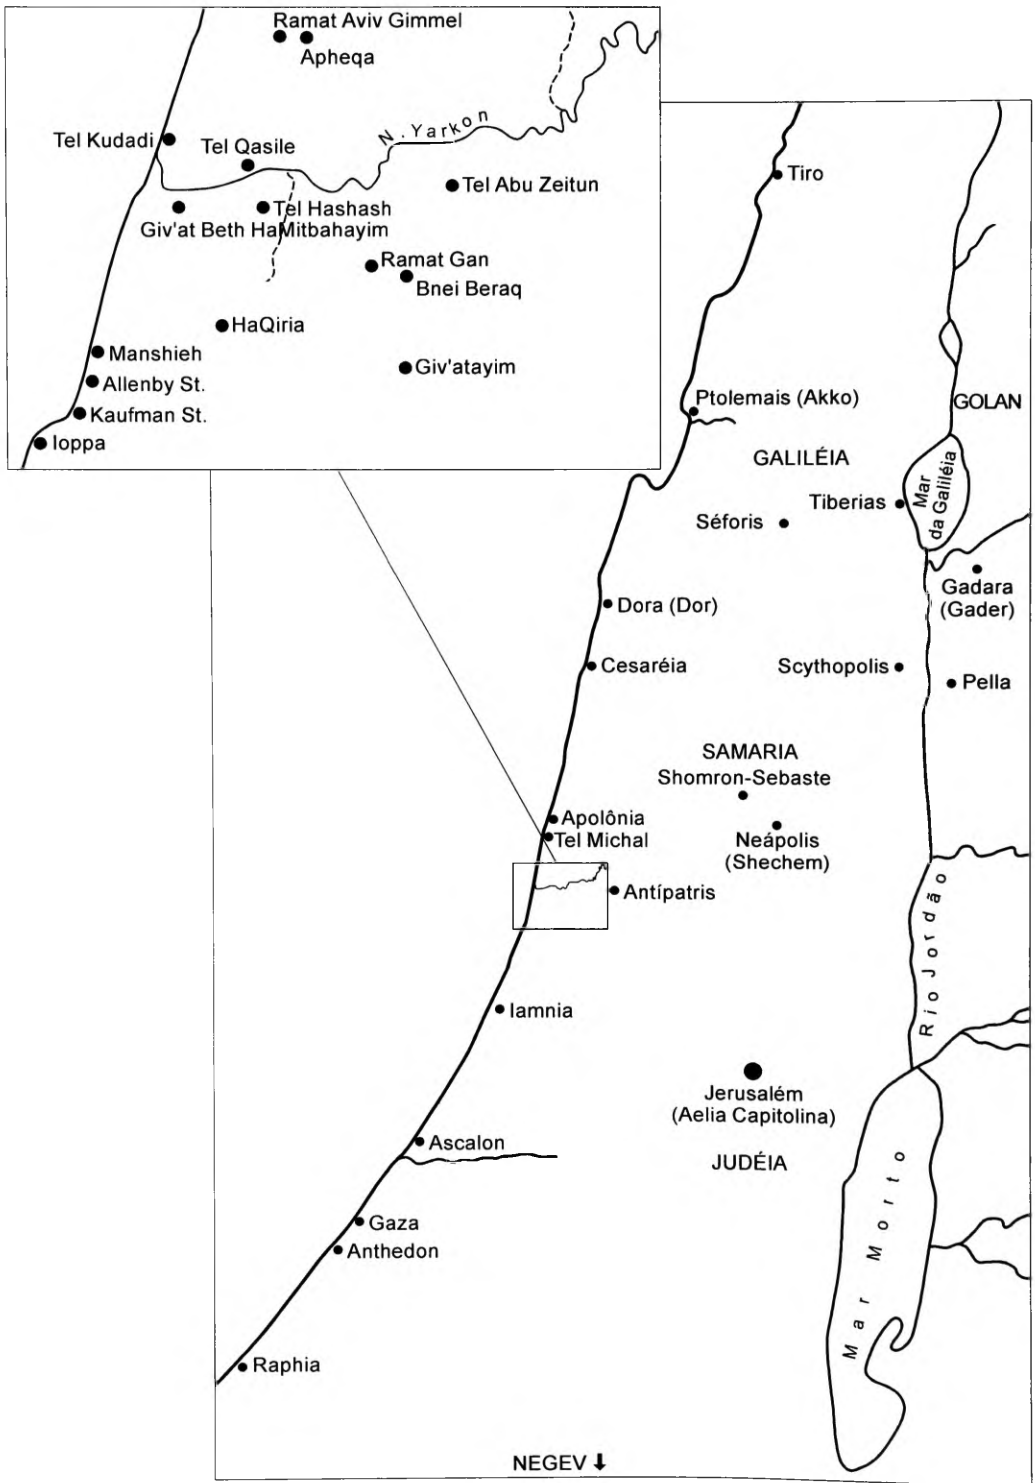 Ramat Aviv Gimmel
Apheqa
N. Yarkon
Tel Kudadi
Tel Qasile
Tel Abu Zeitun
Tel Hashash
Giv'at Beth HaMitbahayim
Ramat Gan
Bnei Beraq
HaQiria
Manshieh
Giv'atayim
Allenby St.
Kaufman St.
Ioppa
Tiro
Ptolemais (Akko)
GOLAN
GALILÉIA
Mar
da Galiléia
Tiberias
Séforis
Gadara
(Gader)
Dora (Dor)
Cesaréia
Scythopolis
Pella
SAMARIA
Shomron-Sebaste
Apolônia
Tel Michal
Neápolis
(Shechem)
Antípatris
Rio Jordão
Iamnia
Jerusalém
(Aelia Capitolina)
Ascalon
JUDÉIA
Mar Morto
Gaza
Anthedon
Raphia
NEGEV